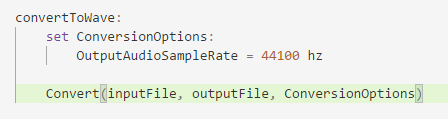 convertToWave:
set ConversionOptions:
OutputAudioSampleRate = 44100 hz
Convert(inputFile, outputFile, ConversionOptions)